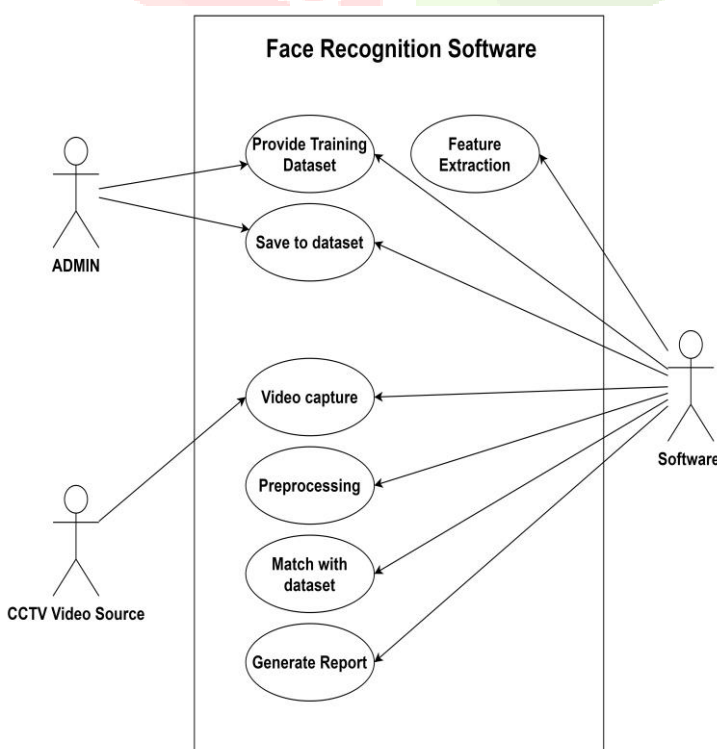 Face Recognition Software
Provide Training
Dataset
Feature
Extraction
Save to dataset
ADMIN
Video capture
Software
Preprocessing
Match with
dataset
CCTV Video Source
Generate Report